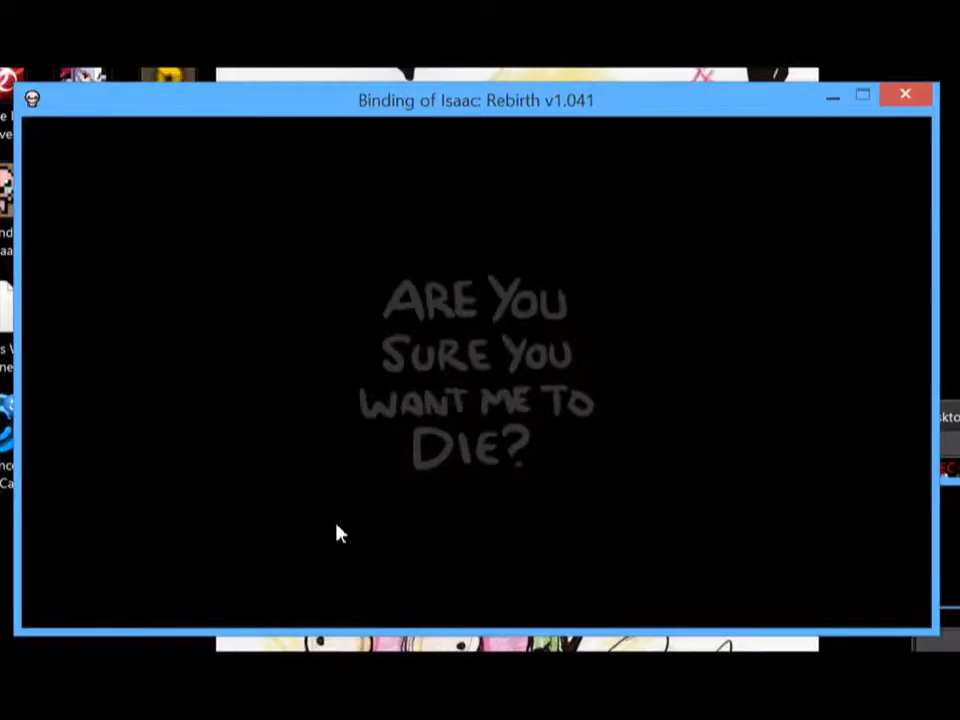 Binding of Isaac: Rebirth v1.041
ARE YOU
SURE YOU
WANT ME TO
DIE?